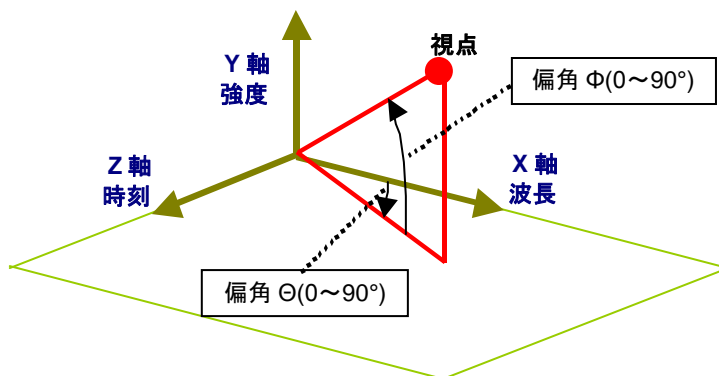 視点
Y 軸
強度
偏角 Φ(0～90°)
Z 軸
時刻
X 軸
波長
偏角 Θ(0～90°)